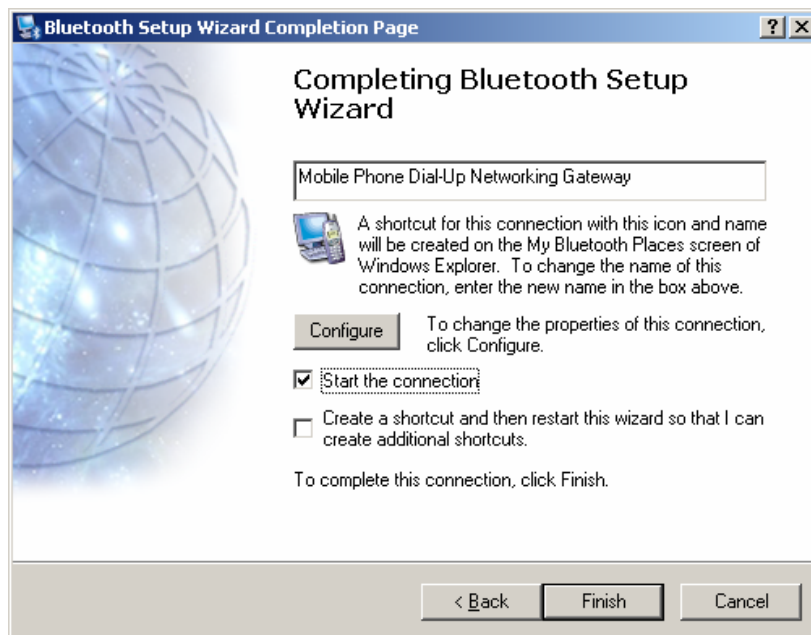 Bluetooth Setup Wizard Completion Page
Completing Bluetooth Setup
Wizard
Mobile Phone Dial-Up Networking Gateway
A shortcut for this connection with this icon and name
will be created on the My Bluetooth Places screen of
Windows Explorer. To change the name of this
connection, enter the new name in the box above.
Configure
To change the properties of this connection,
click Configure.
Start the connection
Create a shortcut and then restart this wizard so that I can
create additional shortcuts.
To complete this connection, click Finish.
< Back Finish Cancel